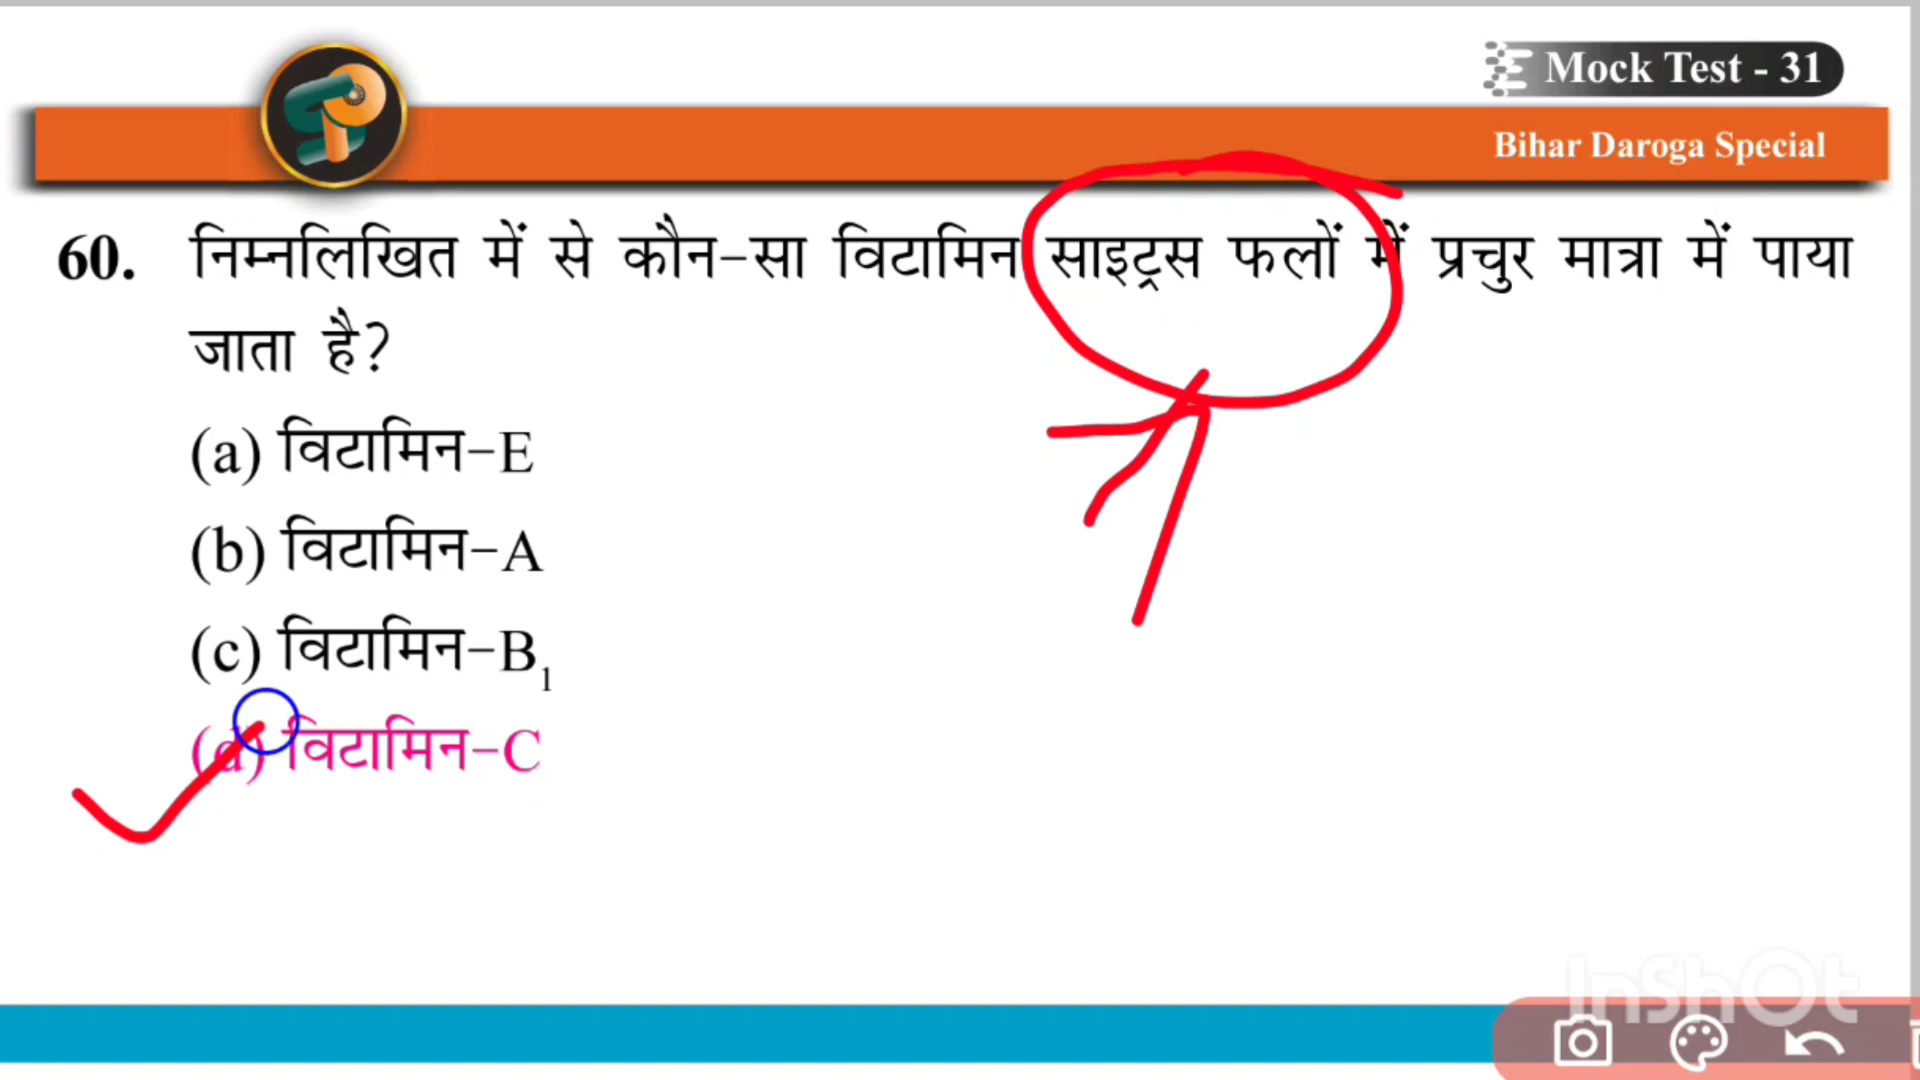 Mock Test - 31
Bihar Daroga Special
60. निम्नलिखित में से कौन-सा विटामिन साइट्रस फलों में प्रचुर मात्रा में पाया
जाता है?
(a) विटामिन-E
(b) विटामिन-A
(c) विटामिन-B₁
(d) विटामिन-C
InShOt